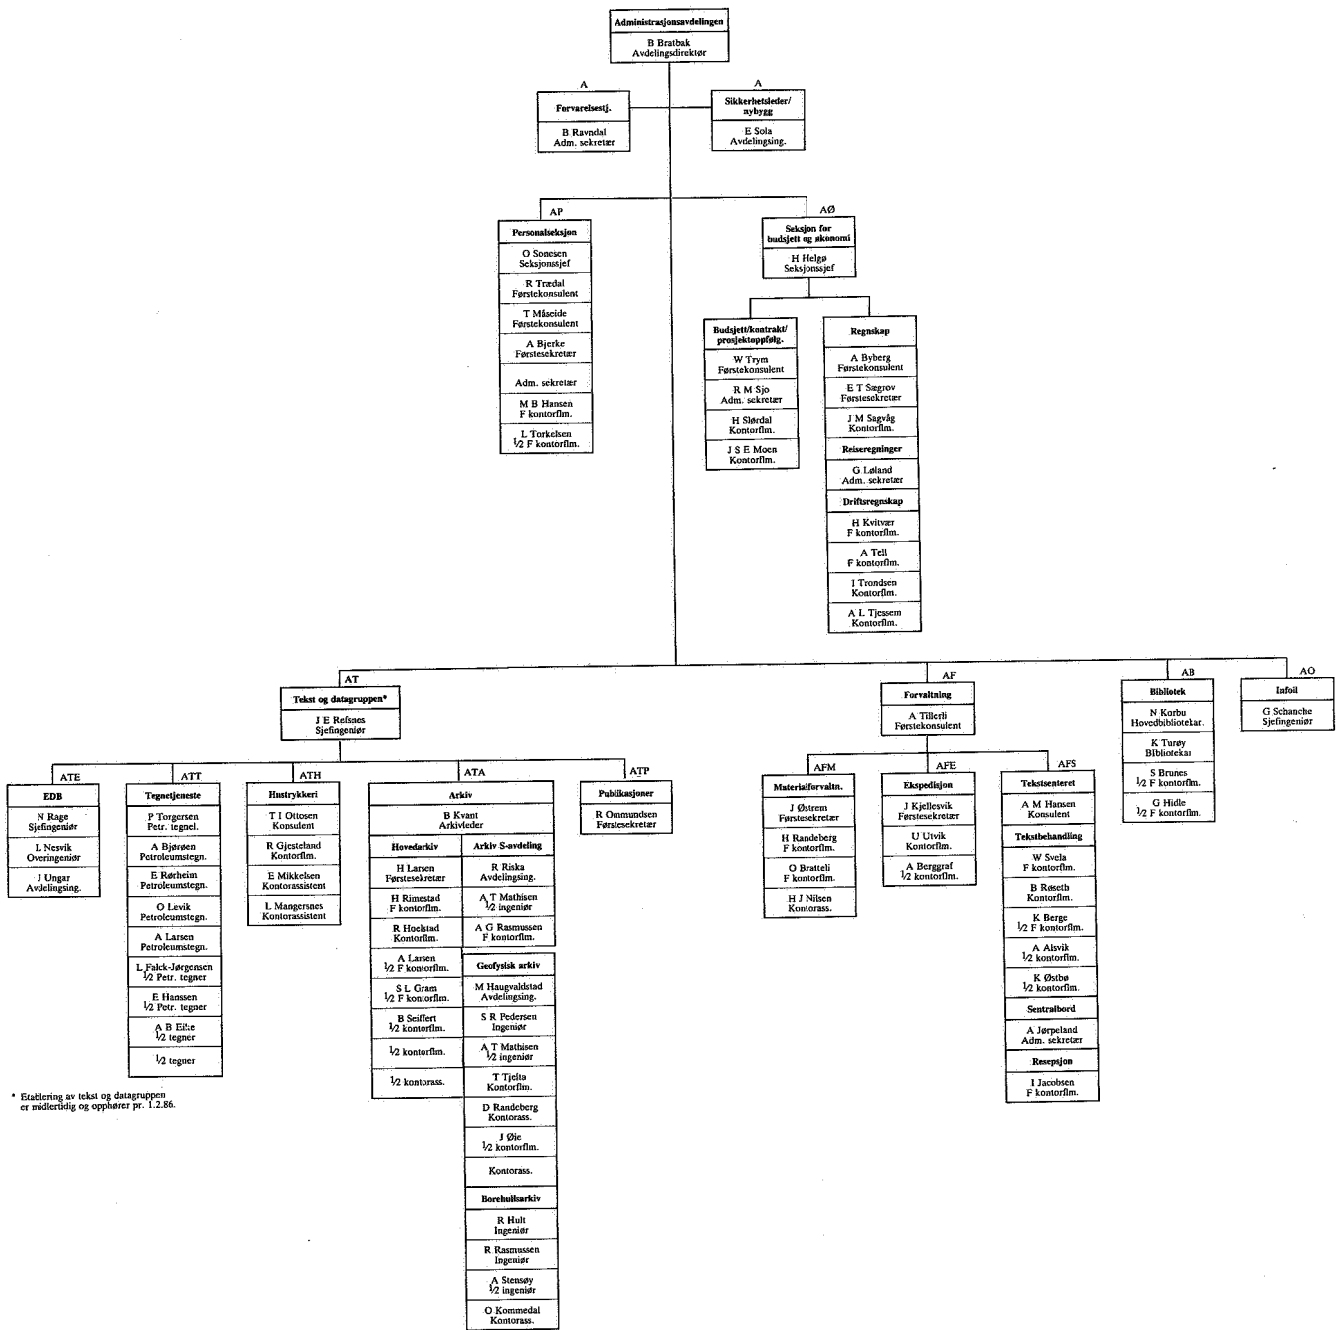 Administrasjonsavdelingen
B Bratbak
Avdelingsdirektør
A
Forvarelsestj.
B Ravndal
Adm. sekretær
A
Sikkerhetsleder/
nybygg
E Sola
Avdelingsing.
AP
Personalseksjon
O Sonesen
Seksjonssjef
R Trædal
Førstekonsulent
T Måseide
Førstekonsulent
A Bjerke
Førstesekretær
Adm. sekretær
M B Hansen
F kontorflm.
L Torkelsen
1/2 F kontorflm.
AØ
Seksjon for
budsjett og økonomi
H Helgø
Seksjonssjef
Budsjett/kontrakt/
prosjektoppfølg.
W Trym
Førstekonsulent
R M Sjo
Adm. sekretær
H Slørdal
Kontorflm.
J S E Moen
Kontorflm.
Regnskap
A Byberg
Førstekonsulent
E T Sægrov
Førstesekretær
J M Sagvåg
Kontorflm.
Reiseregninger
G Løland
Adm. sekretær
Driftsregnskap
H Kvitvær
F kontorflm.
A Tell
F kontorflm.
I Trondsen
Kontorflm.
A L Tjessem
Kontorflm.
AT
Tekst og datagruppen*
J E Refsnes
Sjefingeniør
ATE
EDB
N Rage
Sjefingeniør
L Nesvik
Overingeniør
J Ungar
Avdelingsing.
ATT
Tegnetjeneste
P Torgersen
Petr. tegnel.
A Bjørøen
Petroleumstegn.
E Rørheim
Petroleumstegn.
O Levik
Petroleumstegn.
A Larsen
Petroleumstegn.
L Falck-Jørgensen
1/2 Petr. tegner
E Hanssen
1/2 Petr. tegner
A B Eike
1/2 tegner
1/2 tegner
ATH
Hustrykkeri
T I Ottosen
Konsulent
R Gjesteland
Kontorflm.
E Mikkelsen
Kontorassistent
L Mangersnes
Kontorassistent
ATA
Arkiv
B Kvant
Arkivleder
Hovedarkiv
H Larsen
Førstesekretær
H Rimestad
F kontorflm.
R Hoelstad
Kontorflm.
A Larsen
1/2 F kontorflm.
S L Gram
1/2 F kontorflm.
B Seiffert
1/2 kontorflm.
1/2 kontorflm.
1/2 kontorass.
Arkiv S-avdeling
R Riska
Avdelingsing.
A T Mathisen
1/2 ingeniør
A G Rasmussen
F kontorflm.
Geofysisk arkiv
M Haugvaldstad
Avdelingsing.
S R Pedersen
Ingeniør
A T Mathisen
1/2 ingeniør
T Tjelta
Kontorflm.
D Randeberg
Kontorass.
J Øie
1/2 kontorflm.
Kontorass.
Borehullsarkiv
R Hult
Ingeniør
R Rasmussen
Ingeniør
A Stensøy
1/2 ingeniør
O Kommedal
Kontorass.
ATP
Publikasjoner
R Onmundsen
Førstesekretær
AF
Forvaltning
A Tillerli
Førstekonsulent
AFM
Materialforvaltn.
J Østrem
Førstesekretær
H Randeberg
F kontorflm.
O Bratteli
F kontorflm.
H J Nilsen
Kontorass.
AFE
Ekspedisjon
J Kjellesvik
Førstesekretær
U Utvik
Kontorflm.
A Berggraf
1/2 kontorflm.
AFS
Tekstsenteret
A M Hansen
Konsulent
Tekstbehandling
W Svela
F kontorflm.
B Røseth
Kontorflm.
K Berge
1/2 F kontorflm.
A Alsvik
1/2 kontorflm.
K Østbø
1/2 kontorflm.
Sentralbord
A Jørpeland
Adm. sekretær
Resepsjon
I Jacobsen
F kontorflm.
AB
Bibliotek
N Korbu
Hovedbibliotekar.
K Turøy
Bibliotekar
S Brunes
1/2 F kontorflm.
G Hidle
1/2 F kontorflm.
AO
Infoil
G Schanche
Sjefingeniør
* Etablering av tekst og datagruppen
er midlertidig og opphører pr. 1.2.86.